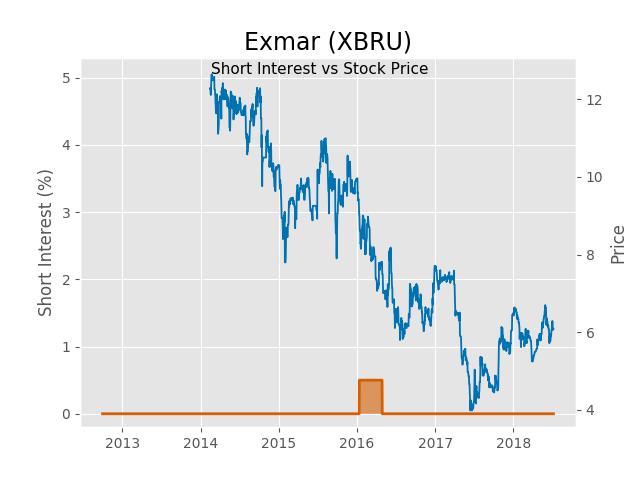 Exmar (XBRU)
Short Interest vs Stock Price
Short Interest (%)
5
4
3
2
1
0
12
10
8
6
4
Price
2013 2014 2015 2016 2017 2018